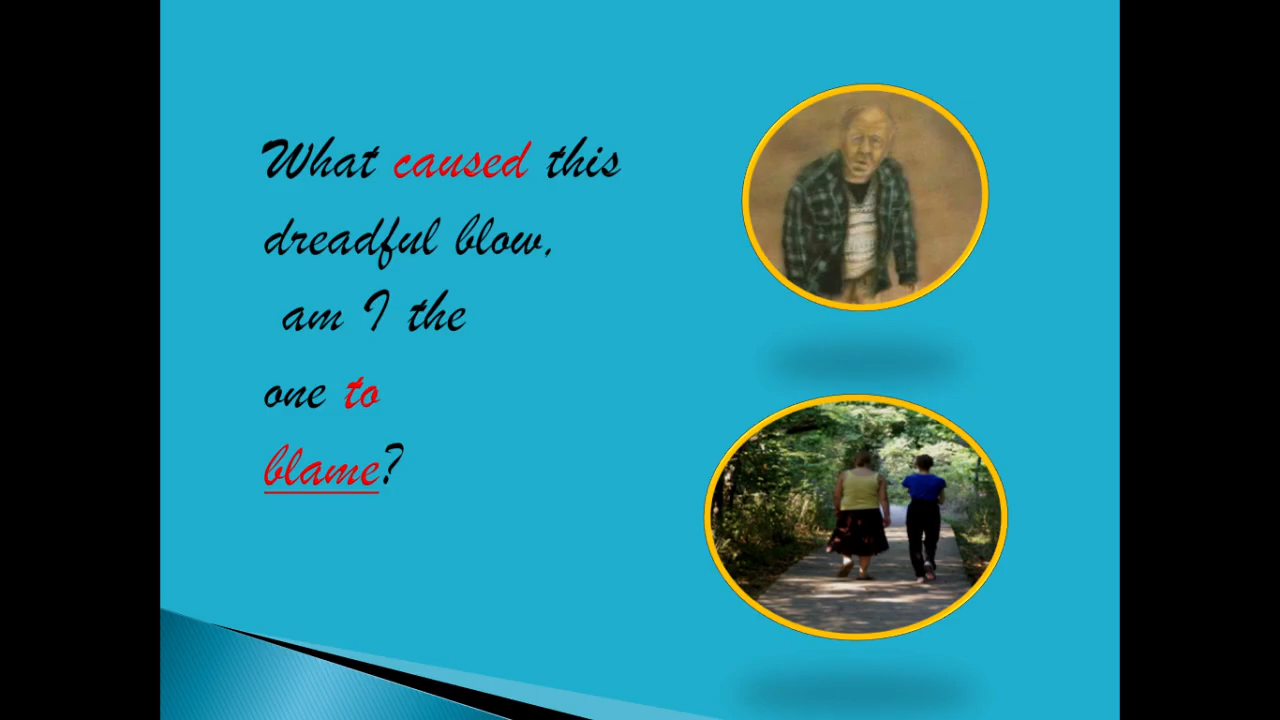 What caused this
dreadful blow,
am I the
one to
blame?